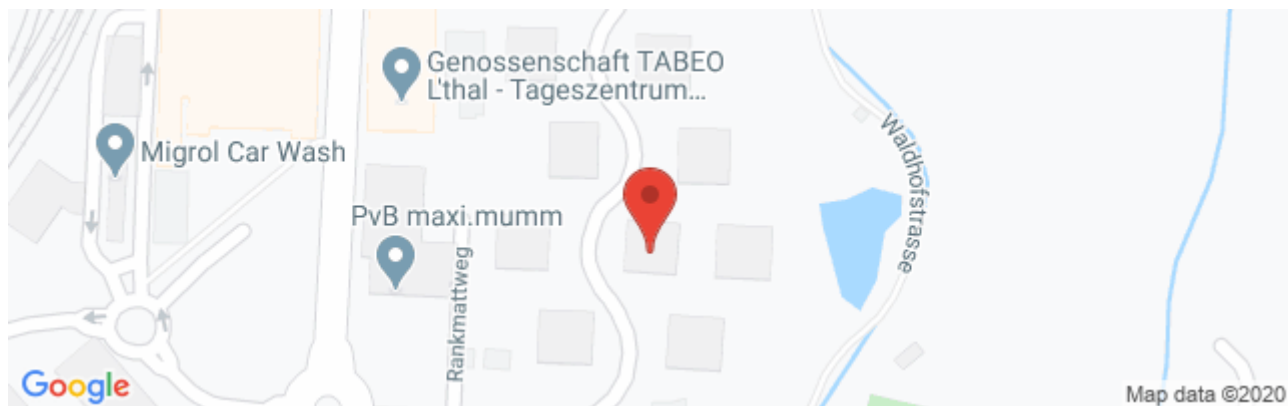 Genossenschaft TABEO
L'thal - Tageszentrum...
Migrol Car Wash
Waldhofstrasse
PvB maxi.mumm
Rankmattweg
Google
Map data ©2020